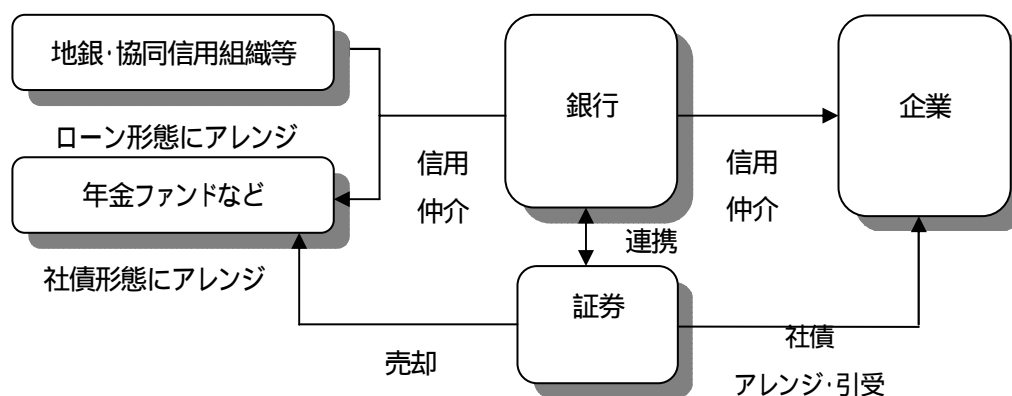 地銀・協同信用組織等
銀行
企業
ローン形態にアレンジ
信用
仲介
信用
仲介
年金ファンドなど
連携
社債形態にアレンジ
証券
社債
売却
アレンジ・引受